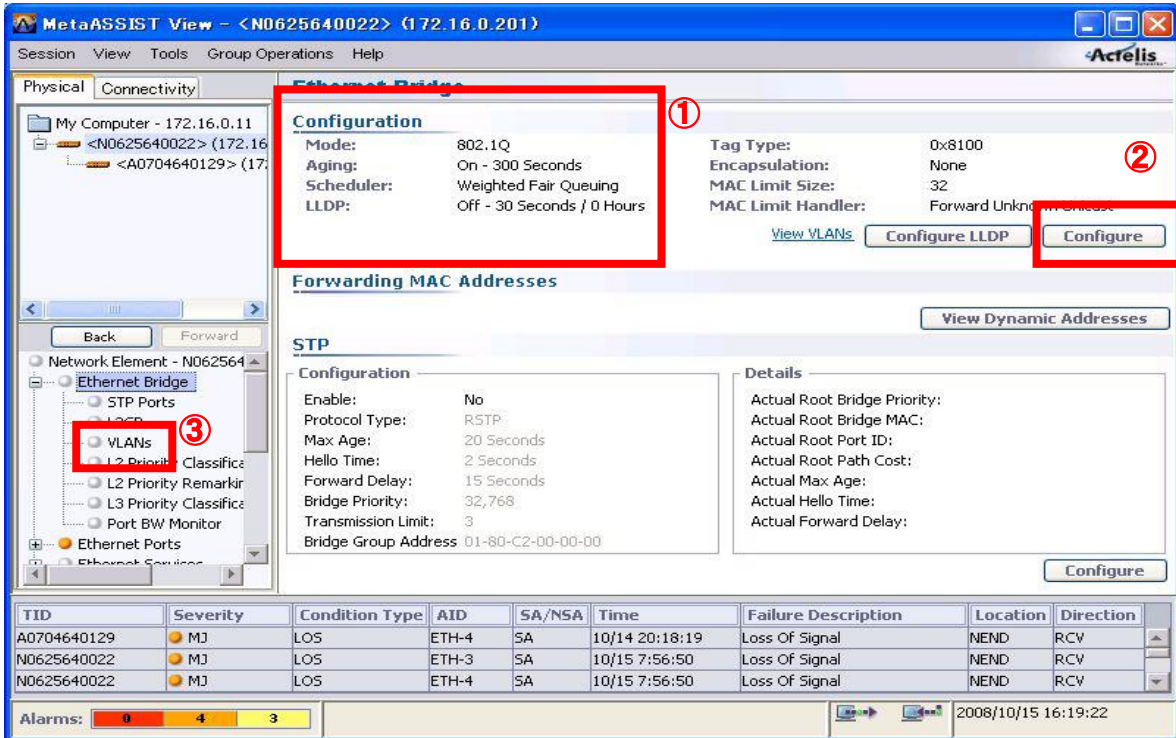 MetaASSIST View - <N0625640022> (172.16.0.201)
Session View Tools Group Operations Help
Actelis
Physical Connectivity
My Computer - 172.16.0.11
<N0625640022> (172.16
<A0704640129> (17
Back Forward
Network Element - N062564
Ethernet Bridge
STP Ports
VLANs
L2 Priority Classifica
L2 Priority Remarkin
L3 Priority Classifica
Port BW Monitor
Ethernet Ports
Ethernet Services
③
Ethernet Bridge
①
②
Configuration
Mode: 802.1Q Tag Type: 0x8100
Aging: On - 300 Seconds Encapsulation: None
Scheduler: Weighted Fair Queuing MAC Limit Size: 32
LLDP: Off - 30 Seconds / 0 Hours MAC Limit Handler: Forward Unknown Unicast
View VLANs Configure LLDP Configure
Forwarding MAC Addresses
View Dynamic Addresses
STP
Configuration
Enable: No
Protocol Type: RSTP
Max Age: 20 Seconds
Hello Time: 2 Seconds
Forward Delay: 15 Seconds
Bridge Priority: 32,768
Transmission Limit: 3
Bridge Group Address 01-80-C2-00-00-00
Details
Actual Root Bridge Priority:
Actual Root Bridge MAC:
Actual Root Port ID:
Actual Root Path Cost:
Actual Max Age:
Actual Hello Time:
Actual Forward Delay:
Configure
TID Severity Condition Type AID SA/NSA Time Failure Description Location Direction
A0704640129 MJ LOS ETH-4 SA 10/14 20:18:19 Loss Of Signal NEND RCV
N0625640022 MJ LOS ETH-3 SA 10/15 7:56:50 Loss Of Signal NEND RCV
N0625640022 MJ LOS ETH-4 SA 10/15 7:56:50 Loss Of Signal NEND RCV
Alarms: 0 4 3
2008/10/15 16:19:22